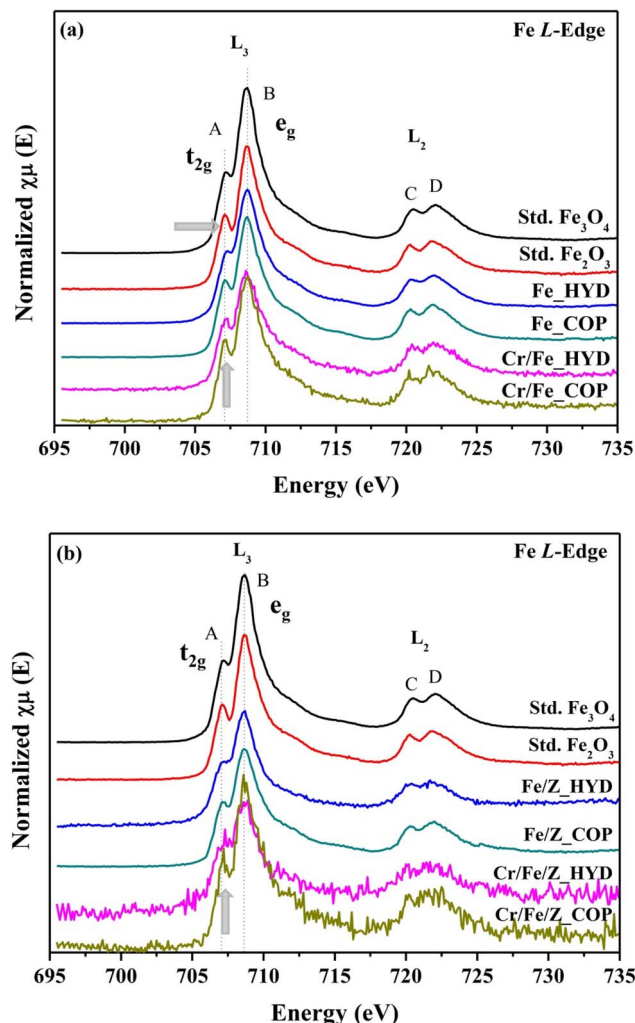 (a)
Fe L-Edge
L₃
B
A
e_g
t₂g
L₂
C D
Std. Fe₃O₄
Std. Fe₂O₃
Fe_HYD
Fe_COP
Cr/Fe_HYD
Cr/Fe_COP
Normalized χμ (E)
695 700 705 710 715 720 725 730 735
Energy (eV)
(b)
Fe L-Edge
L₃
B
A
e_g
t₂g
L₂
C D
Std. Fe₃O₄
Std. Fe₂O₃
Fe/Z_HYD
Fe/Z_COP
Cr/Fe/Z_HYD
Cr/Fe/Z_COP
Normalized χμ (E)
695 700 705 710 715 720 725 730 735
Energy (eV)